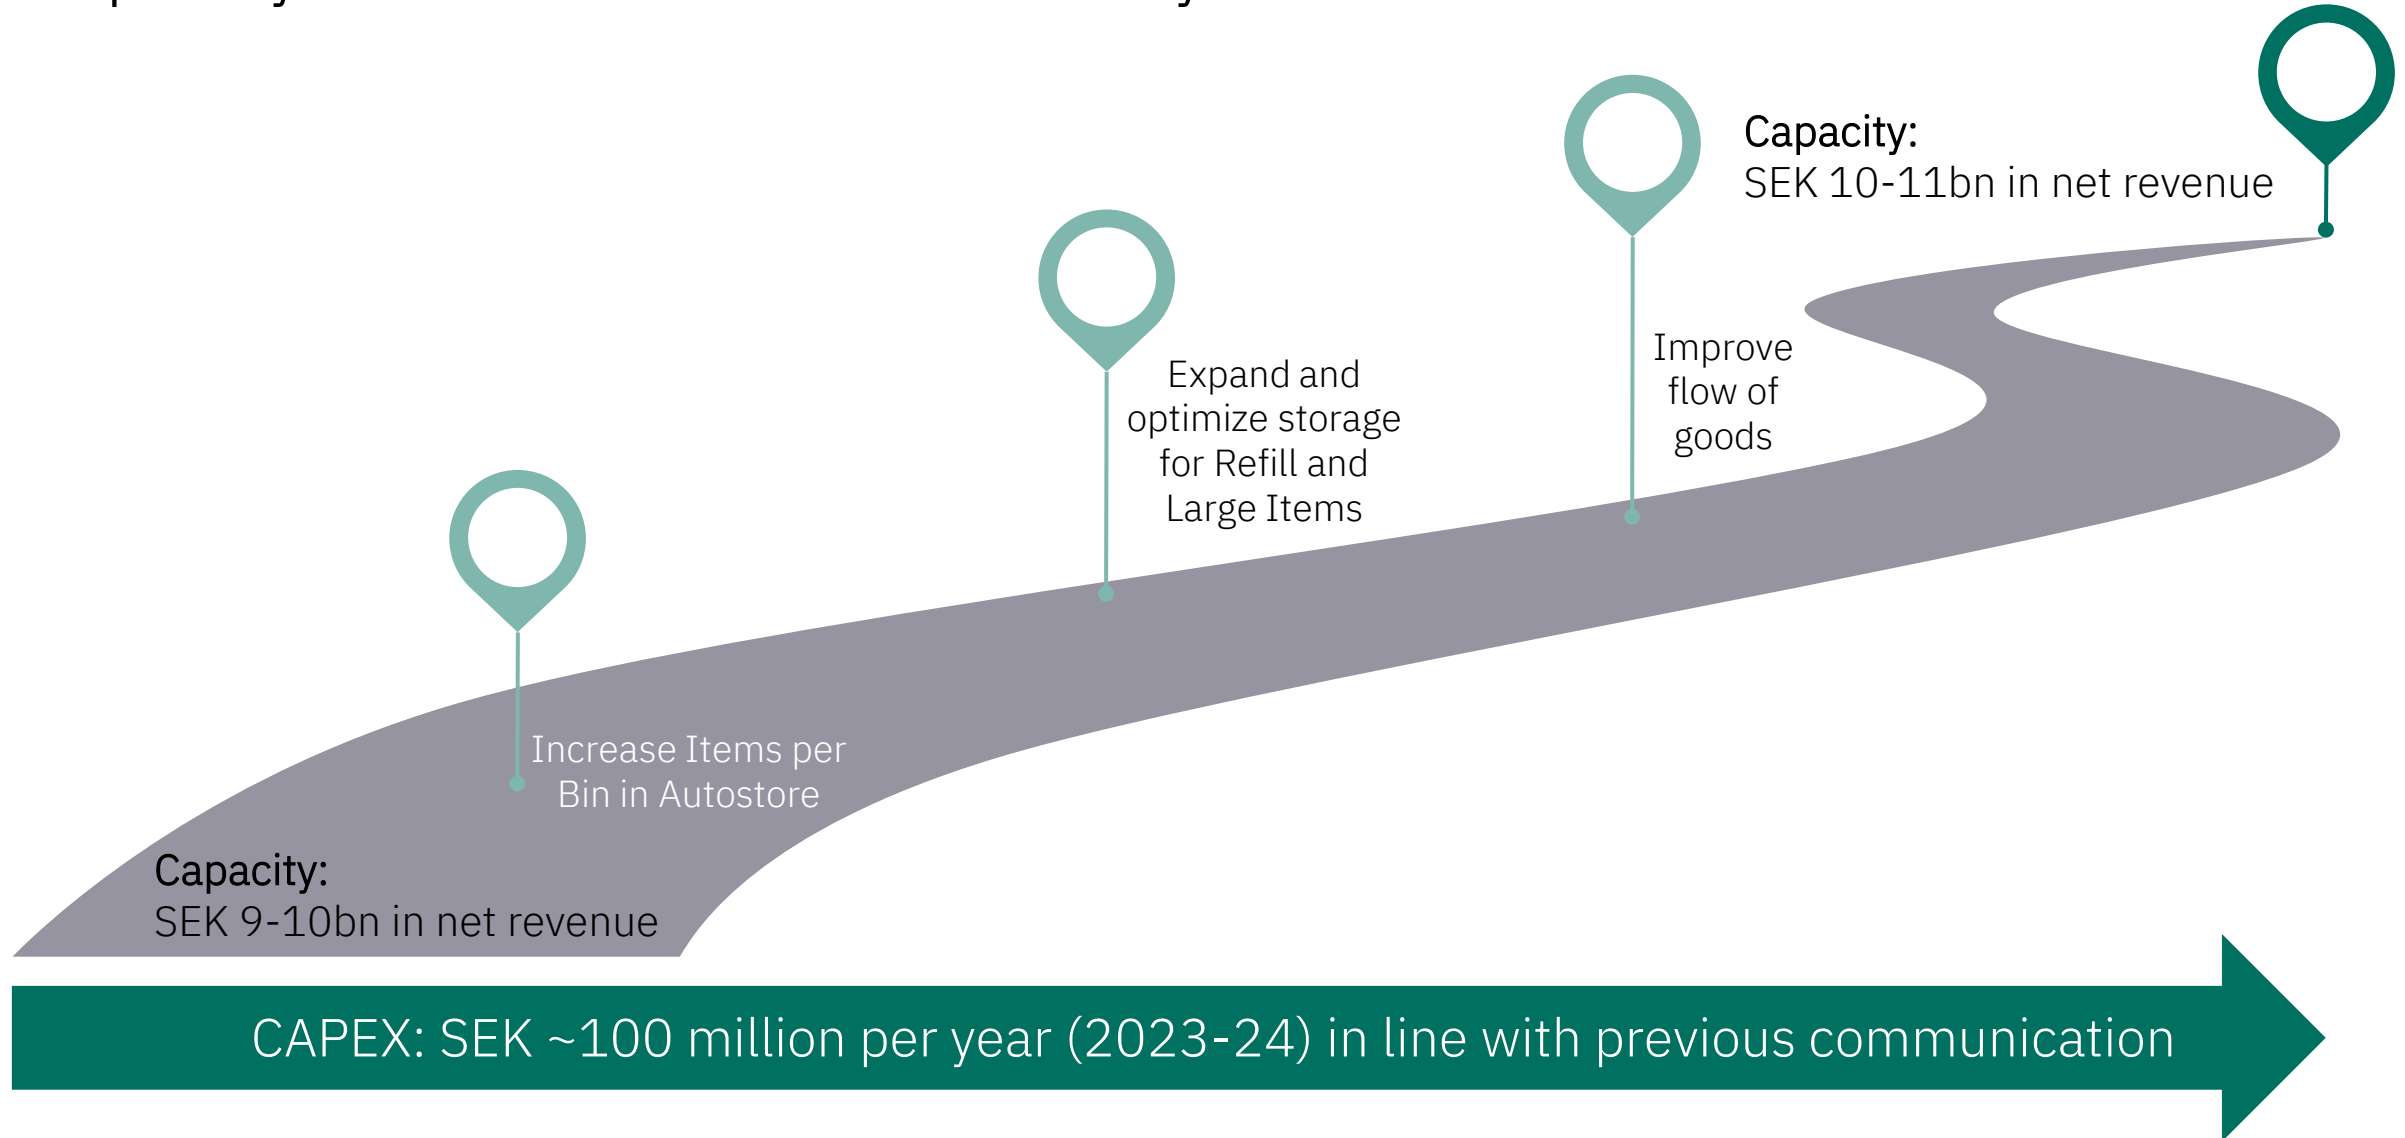 Capacity:
SEK 10-11bn in net revenue
Improve
flow of
goods
Expand and
optimize storage
for Refill and
Large Items
Increase Items per
Bin in Autostore
Capacity:
SEK 9-10bn in net revenue
CAPEX: SEK ~100 million per year (2023-24) in line with previous communication